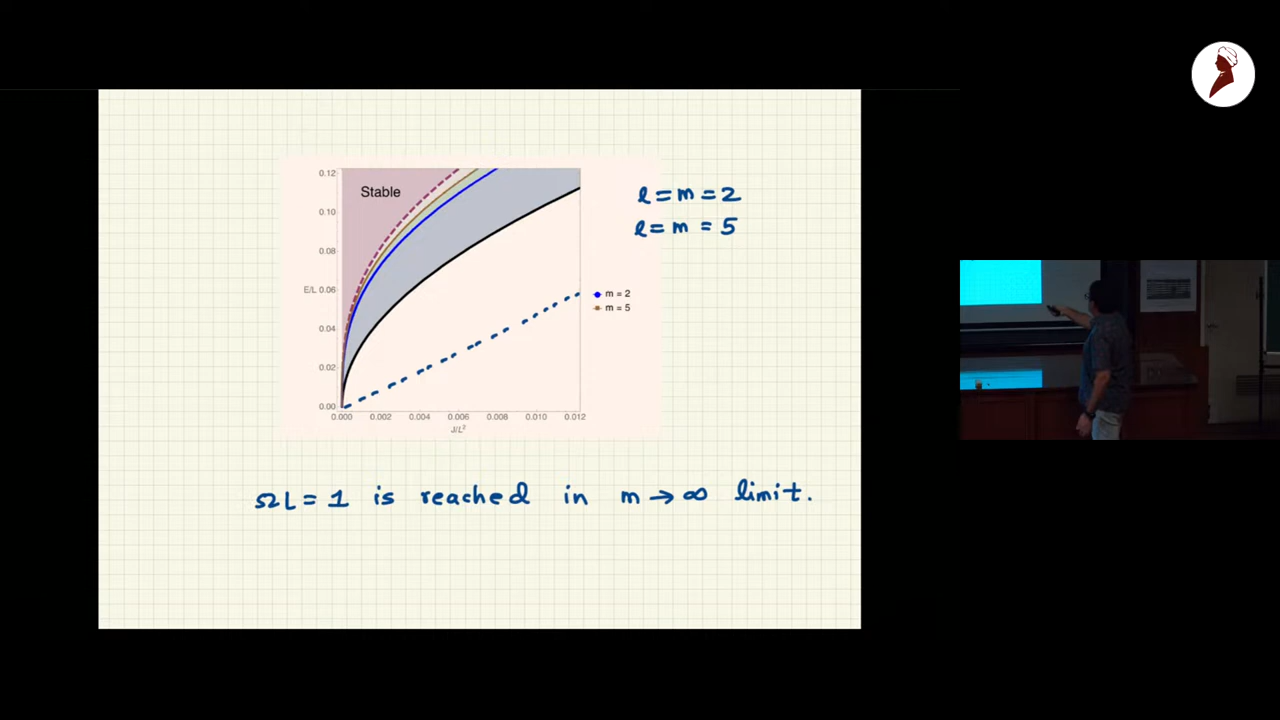 0.12
0.10
0.08
E/L 0.06
0.04
0.02
0.00
0.000 0.002 0.004 0.006 0.008 0.010 0.012
J/L²
Stable
m = 2
m = 5
l = m = 2
l = m = 5
ΩL = 1 is reached in m → ∞ limit.